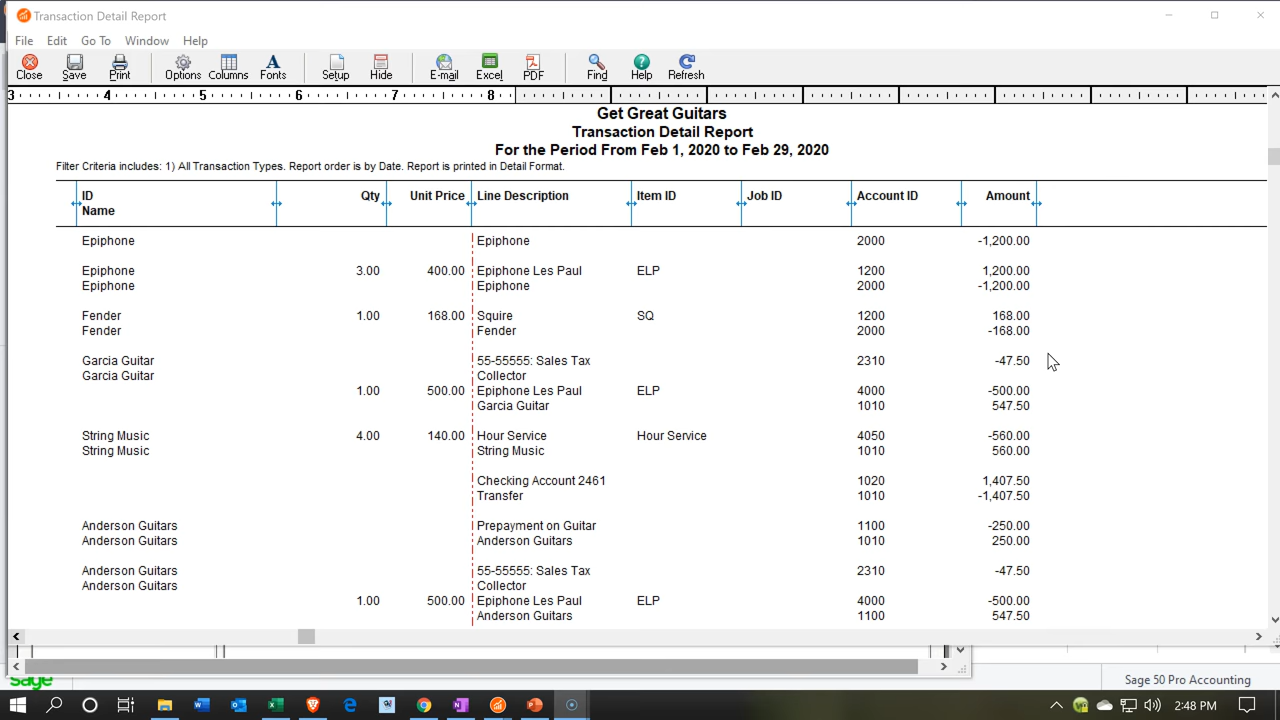 Transaction Detail Report
File Edit Go To Window Help
Close Save Print Options Columns Fonts Setup Hide E-mail Excel PDF Find Help Refresh
3 4 5 6 7 8
Get Great Guitars
Transaction Detail Report
For the Period From Feb 1, 2020 to Feb 29, 2020
Filter Criteria includes: 1) All Transaction Types. Report order is by Date. Report is printed in Detail Format.
ID Qty Unit Price Line Description Item ID Job ID Account ID Amount
Name
Epiphone Epiphone 2000 -1,200.00
Epiphone 3.00 400.00 Epiphone Les Paul ELP 1200 1,200.00
Epiphone Epiphone 2000 -1,200.00
Fender 1.00 168.00 Squire SQ 1200 168.00
Fender Fender 2000 -168.00
Garcia Guitar 55-55555: Sales Tax 2310 -47.50
Garcia Guitar Collector
1.00 500.00 Epiphone Les Paul ELP 4000 -500.00
Garcia Guitar 1010 547.50
String Music 4.00 140.00 Hour Service Hour Service 4050 -560.00
String Music String Music 1010 560.00
Checking Account 2461 1020 1,407.50
Transfer 1010 -1,407.50
Anderson Guitars Prepayment on Guitar 1100 -250.00
Anderson Guitars Anderson Guitars 1010 250.00
Anderson Guitars 55-55555: Sales Tax 2310 -47.50
Anderson Guitars Collector
1.00 500.00 Epiphone Les Paul ELP 4000 -500.00
Anderson Guitars 1100 547.50
sage Sage 50 Pro Accounting
2:48 PM